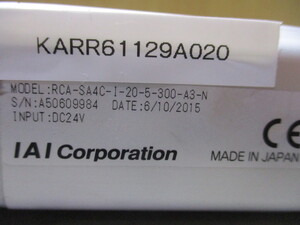 KARR61129A020
MODEL:RCA-SA4C-I-20-5-300-A3-N
S/N:A50609984 DATE:6/10/2015
INPUT:DC24V
CE
IAI Corporation
MADE IN JAPAN